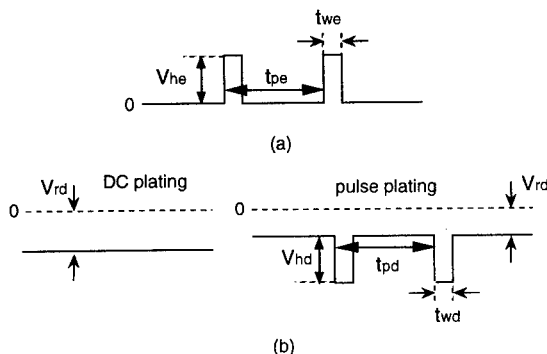 twe
Vhe
tpe
0
(a)
Vrd
DC plating
pulse plating
Vrd
0
0
Vhd
tpd
twd
(b)